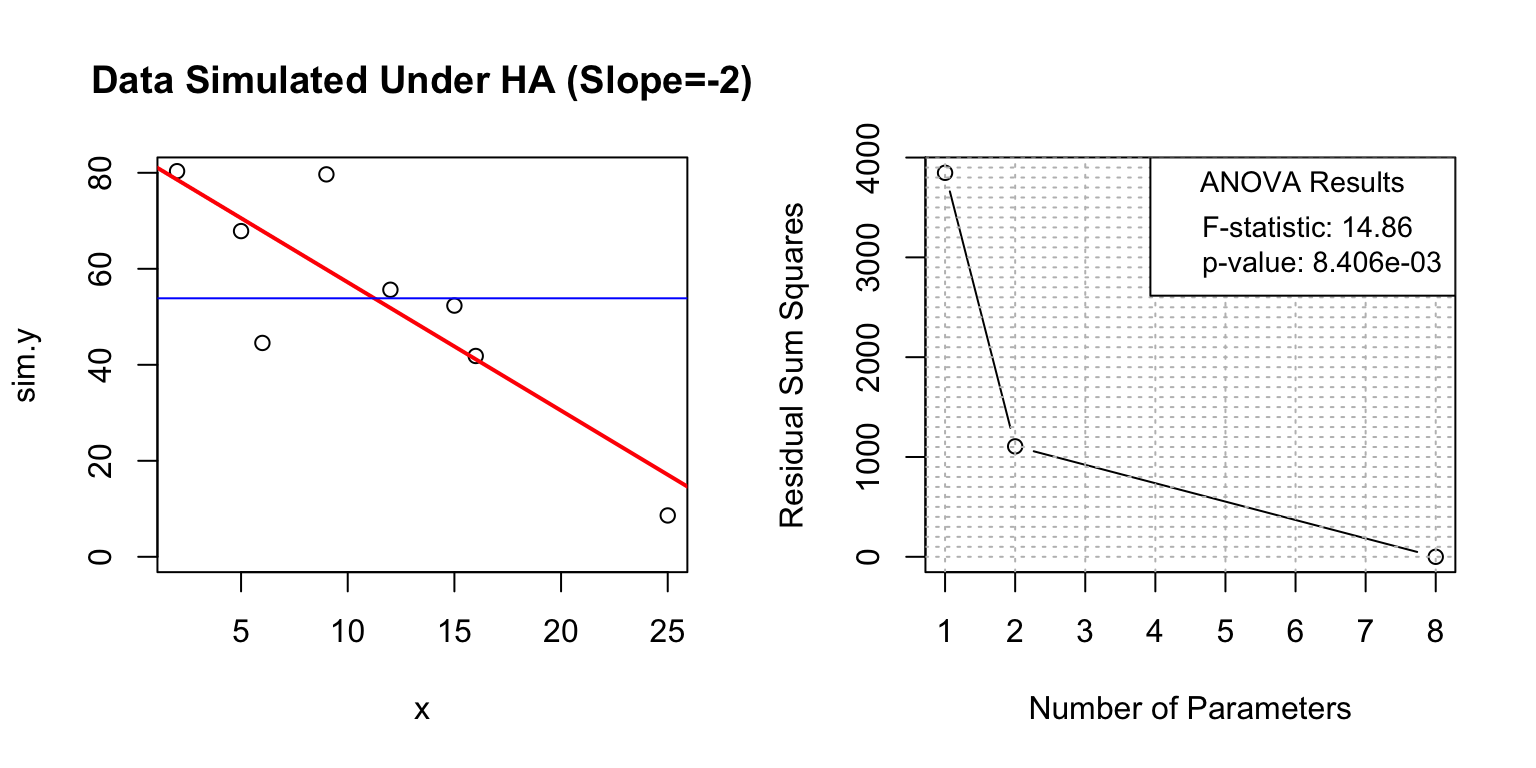 Data Simulated Under HA (Slope=-2)
sim.y
0
20
40
60
80
5
10
15
20
25
x
Residual Sum Squares
0
1000
2000
3000
4000
ANOVA Results
F-statistic: 14.86
p-value: 8.406e-03
1
2
3
4
5
6
7
8
Number of Parameters